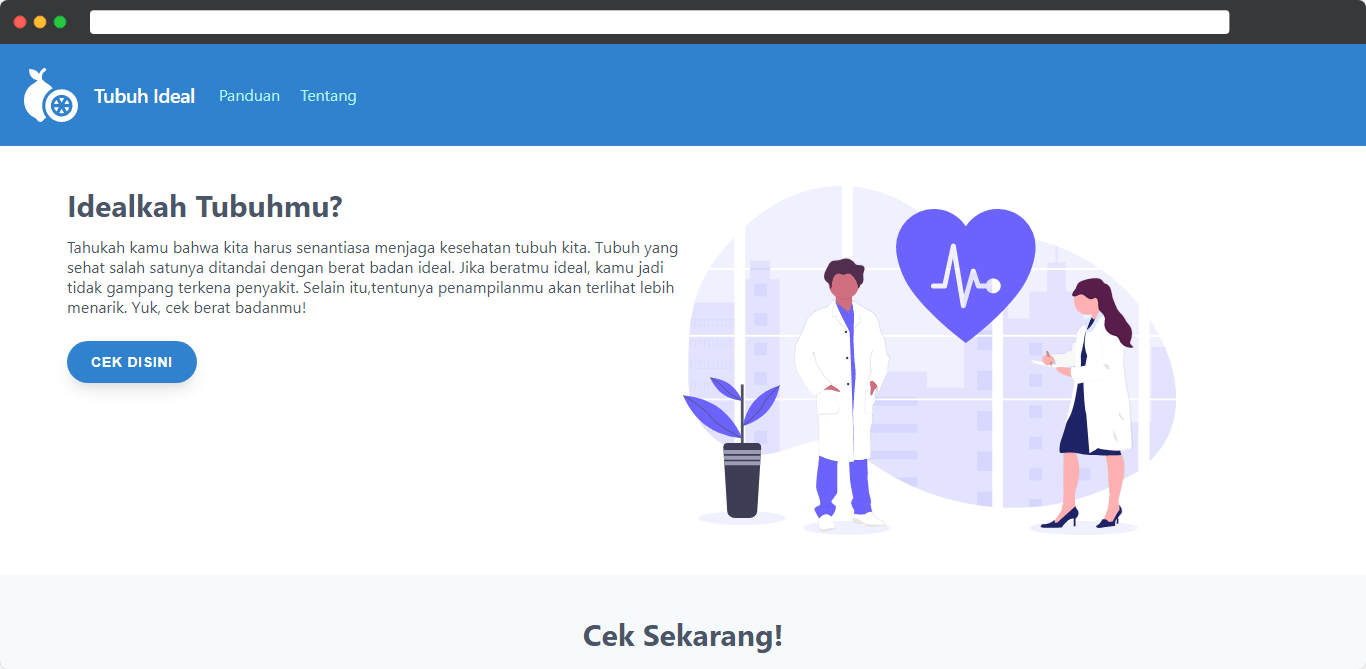 Tubuh Ideal
Panduan
Tentang
Idealkah Tubuhmu?
Tahukah kamu bahwa kita harus senantiasa menjaga kesehatan tubuh kita. Tubuh yang
sehat salah satunya ditandai dengan berat badan ideal. Jika beratmu ideal, kamu jadi
tidak gampang terkena penyakit. Selain itu,tentunya penampilanmu akan terlihat lebih
menarik. Yuk, cek berat badanmu!
CEK DISINI
Cek Sekarang!